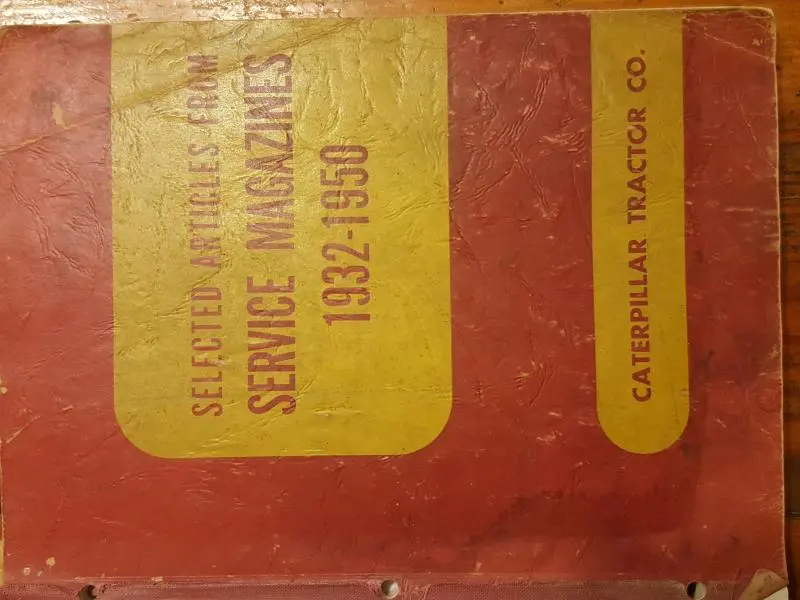 SELECTED ARTICLES FROM
SERVICE MAGAZINES
1932-1950
CATERPILLAR TRACTOR CO.